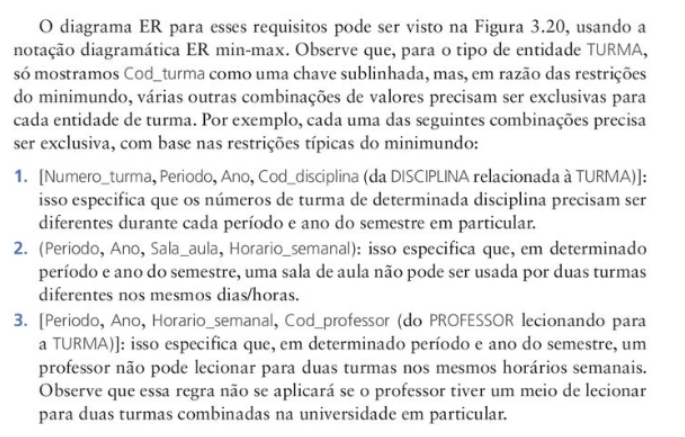 O diagrama ER para esses requisitos pode ser visto na Figura 3.20, usando a
notação diagramática ER min-max. Observe que, para o tipo de entidade TURMA,
só mostramos Cod_turma como uma chave sublinhada, mas, em razão das restrições
do minimundo, várias outras combinações de valores precisam ser exclusivas para
cada entidade de turma. Por exemplo, cada uma das seguintes combinações precisa
ser exclusiva, com base nas restrições típicas do minimundo:
1. [Numero_turma, Periodo, Ano, Cod_disciplina (da DISCIPLINA relacionada à TURMA)]:
isso especifica que os números de turma de determinada disciplina precisam ser
diferentes durante cada período e ano do semestre em particular.
2. (Periodo, Ano, Sala_aula, Horario_semanal): isso especifica que, em determinado
período e ano do semestre, uma sala de aula não pode ser usada por duas turmas
diferentes nos mesmos dias/horas.
3. [Periodo, Ano, Horario_semanal, Cod_professor (do PROFESSOR lecionando para
a TURMA)]: isso especifica que, em determinado período e ano do semestre, um
professor não pode lecionar para duas turmas nos mesmos horários semanais.
Observe que essa regra não se aplicará se o professor tiver um meio de lecionar
para duas turmas combinadas na universidade em particular.